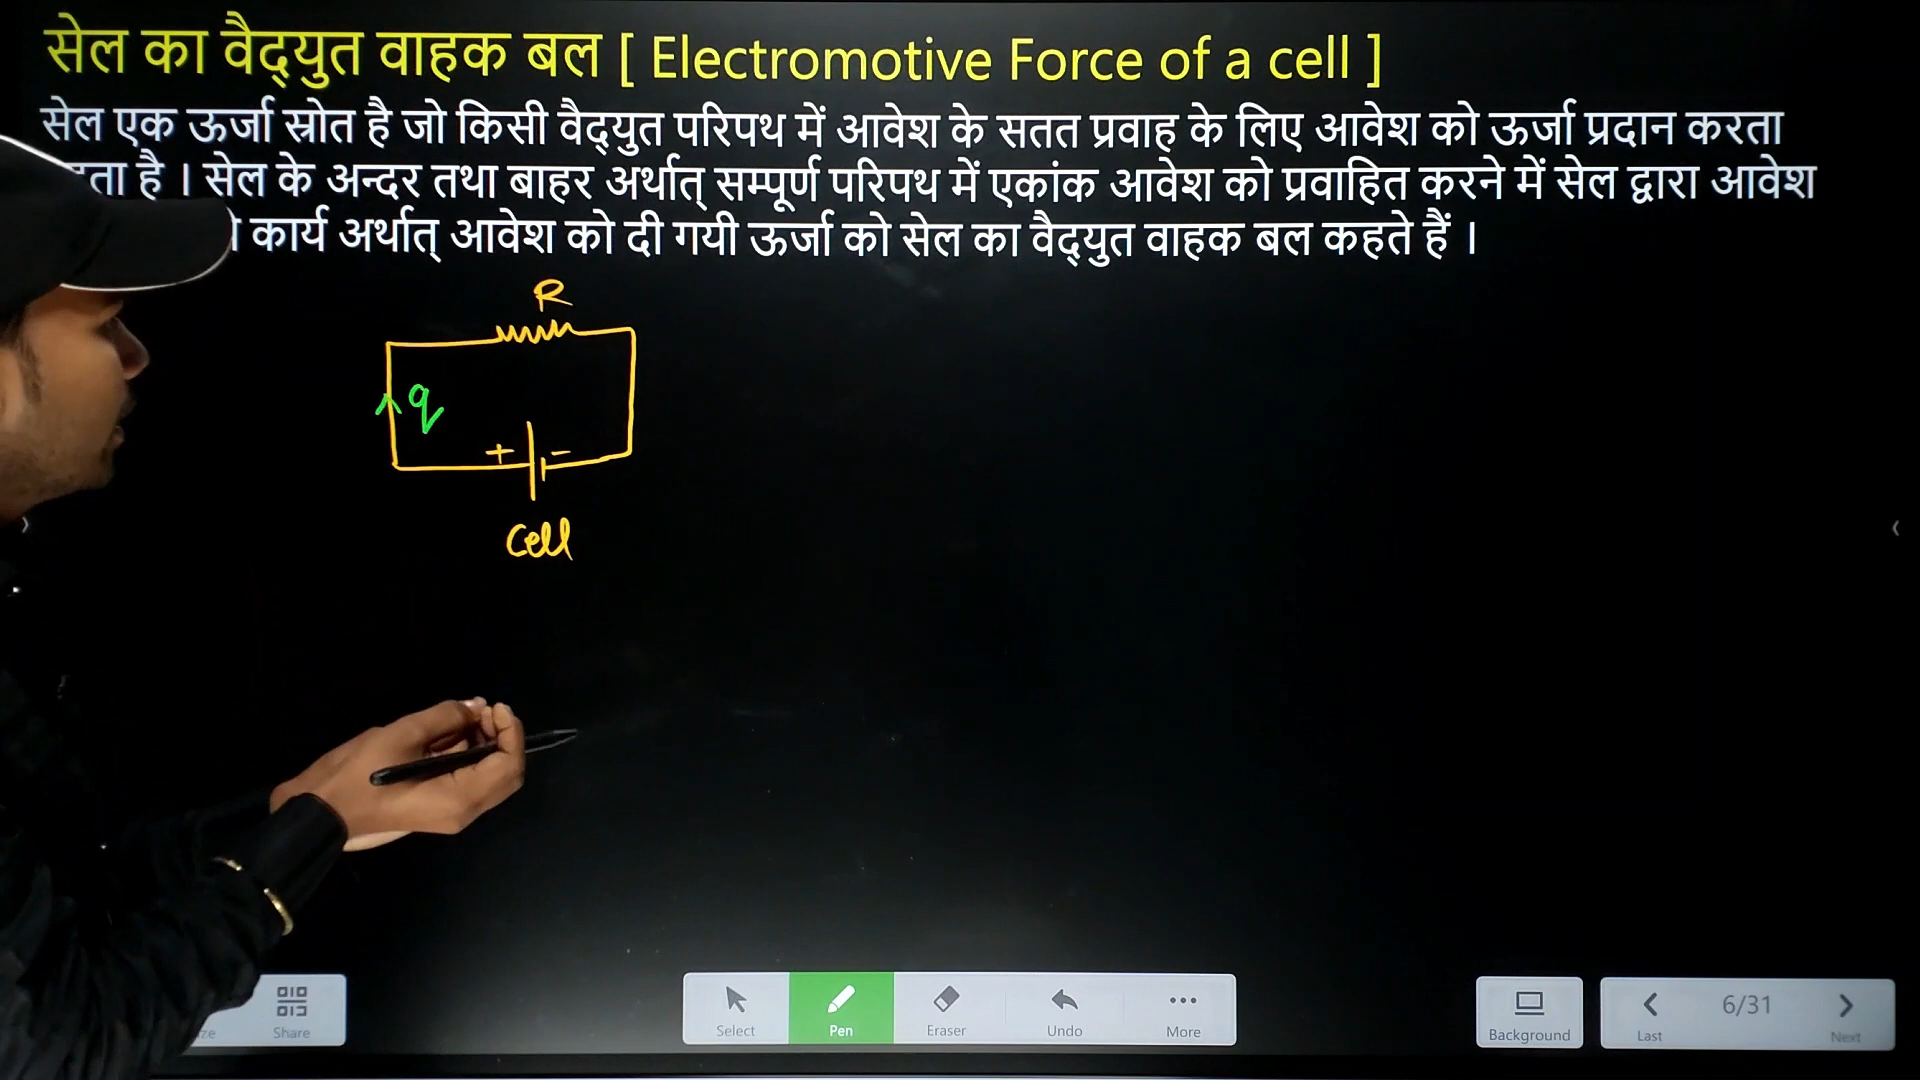 सेल का वैद्युत वाहक बल [ Electromotive Force of a cell ]
सेल एक ऊर्जा स्रोत है जो किसी वैद्युत परिपथ में आवेश के सतत प्रवाह के लिए आवेश को ऊर्जा प्रदान करता
है । सेल के अन्दर तथा बाहर अर्थात् सम्पूर्ण परिपथ में एकांक आवेश को प्रवाहित करने में सेल द्वारा आवेश
कार्य अर्थात् आवेश को दी गयी ऊर्जा को सेल का वैद्युत वाहक बल कहते हैं ।
R
q
+ -
Cell
Share
Select
Pen
Eraser
Undo
More
Background
Last
6/31
Next